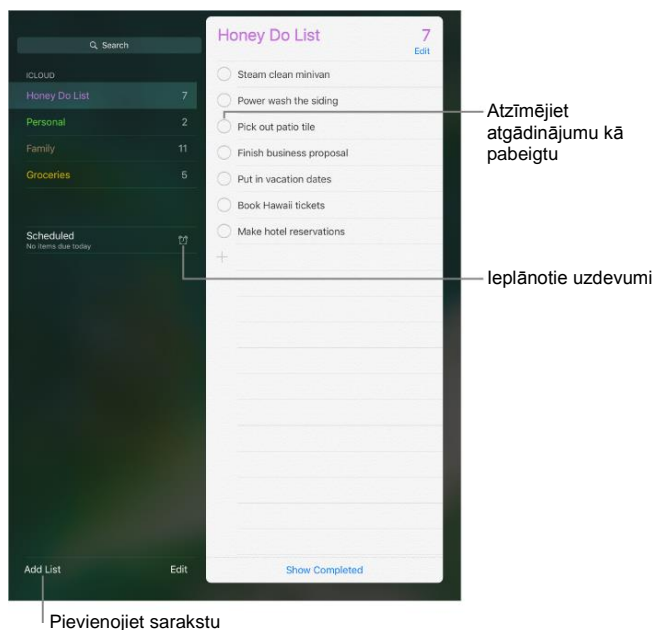 Search
ICLOUD
Honey Do List 7
Personal 2
Family 11
Groceries 5
Scheduled
No items due today
Add List Edit
Honey Do List 7
Edit
Steam clean minivan
Power wash the siding
Pick out patio tile
Finish business proposal
Put in vacation dates
Book Hawaii tickets
Make hotel reservations
Show Completed
Atzīmējiet
atgādinājumu kā
pabeigtu
Ieplānotie uzdevumi
Pievienojiet sarakstu